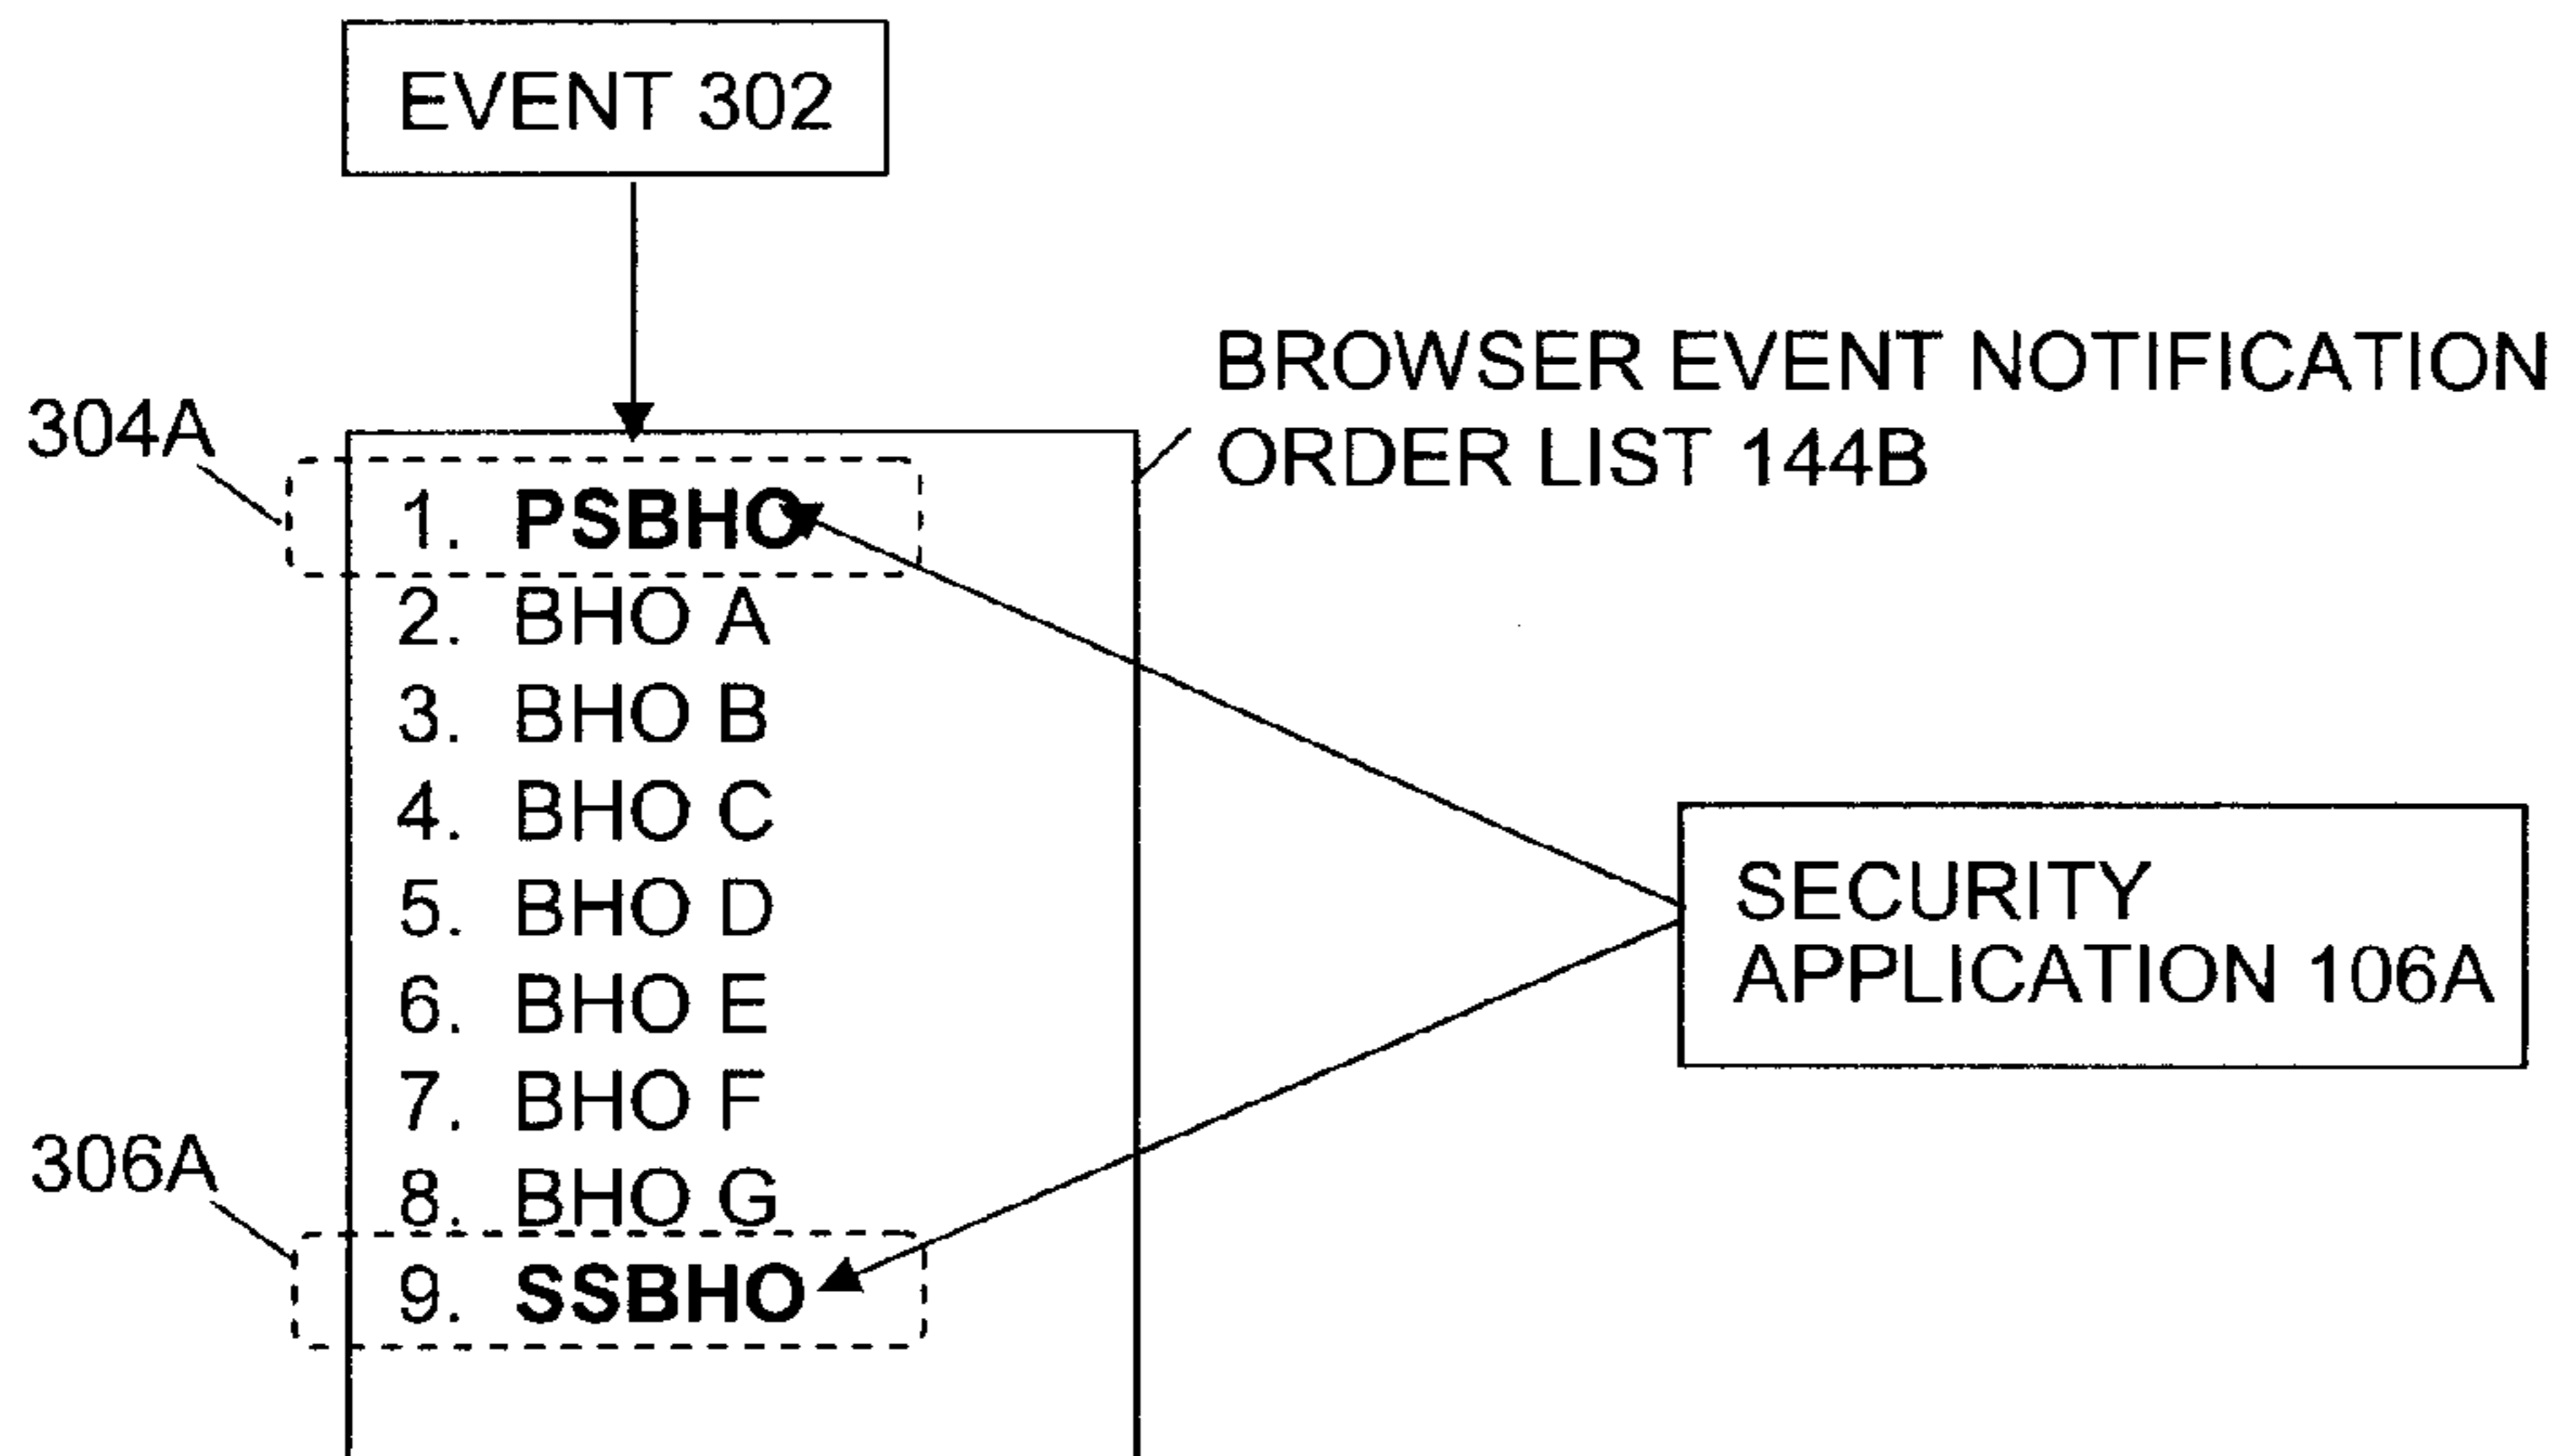 EVENT 302
BROWSER EVENT NOTIFICATION
ORDER LIST 144B
304A
1. PSBHO
2. BHO A
3. BHO B
4. BHO C
5. BHO D
6. BHO E
7. BHO F
8. BHO G
9. SSBHO
306A
SECURITY
APPLICATION 106A